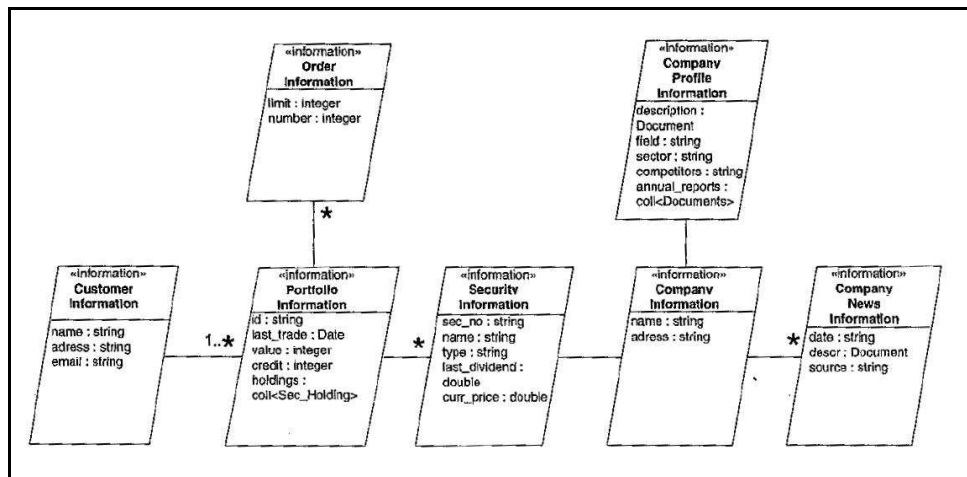 «information»
Order
Information
limit : integer
number : integer
*
«information»
Company
Profile
Information
description :
Document
field : string
sector : string
competitors : string
annual_reports :
coll<Documents>
«information»
Customer
Information
name : string
adress : string
email : string
1..*
«information»
Portfolio
Information
id : string
last_trade : Date
value : integer
credit : integer
holdings :
coll<Sec_Holding>
*
«information»
Security
Information
sec_no : string
name : string
type : string
last_dividend :
double
curr_price : double
«information»
Company
Information
name : string
adress : string
*
«information»
Company
News
Information
date : string
descr : Document
source : string